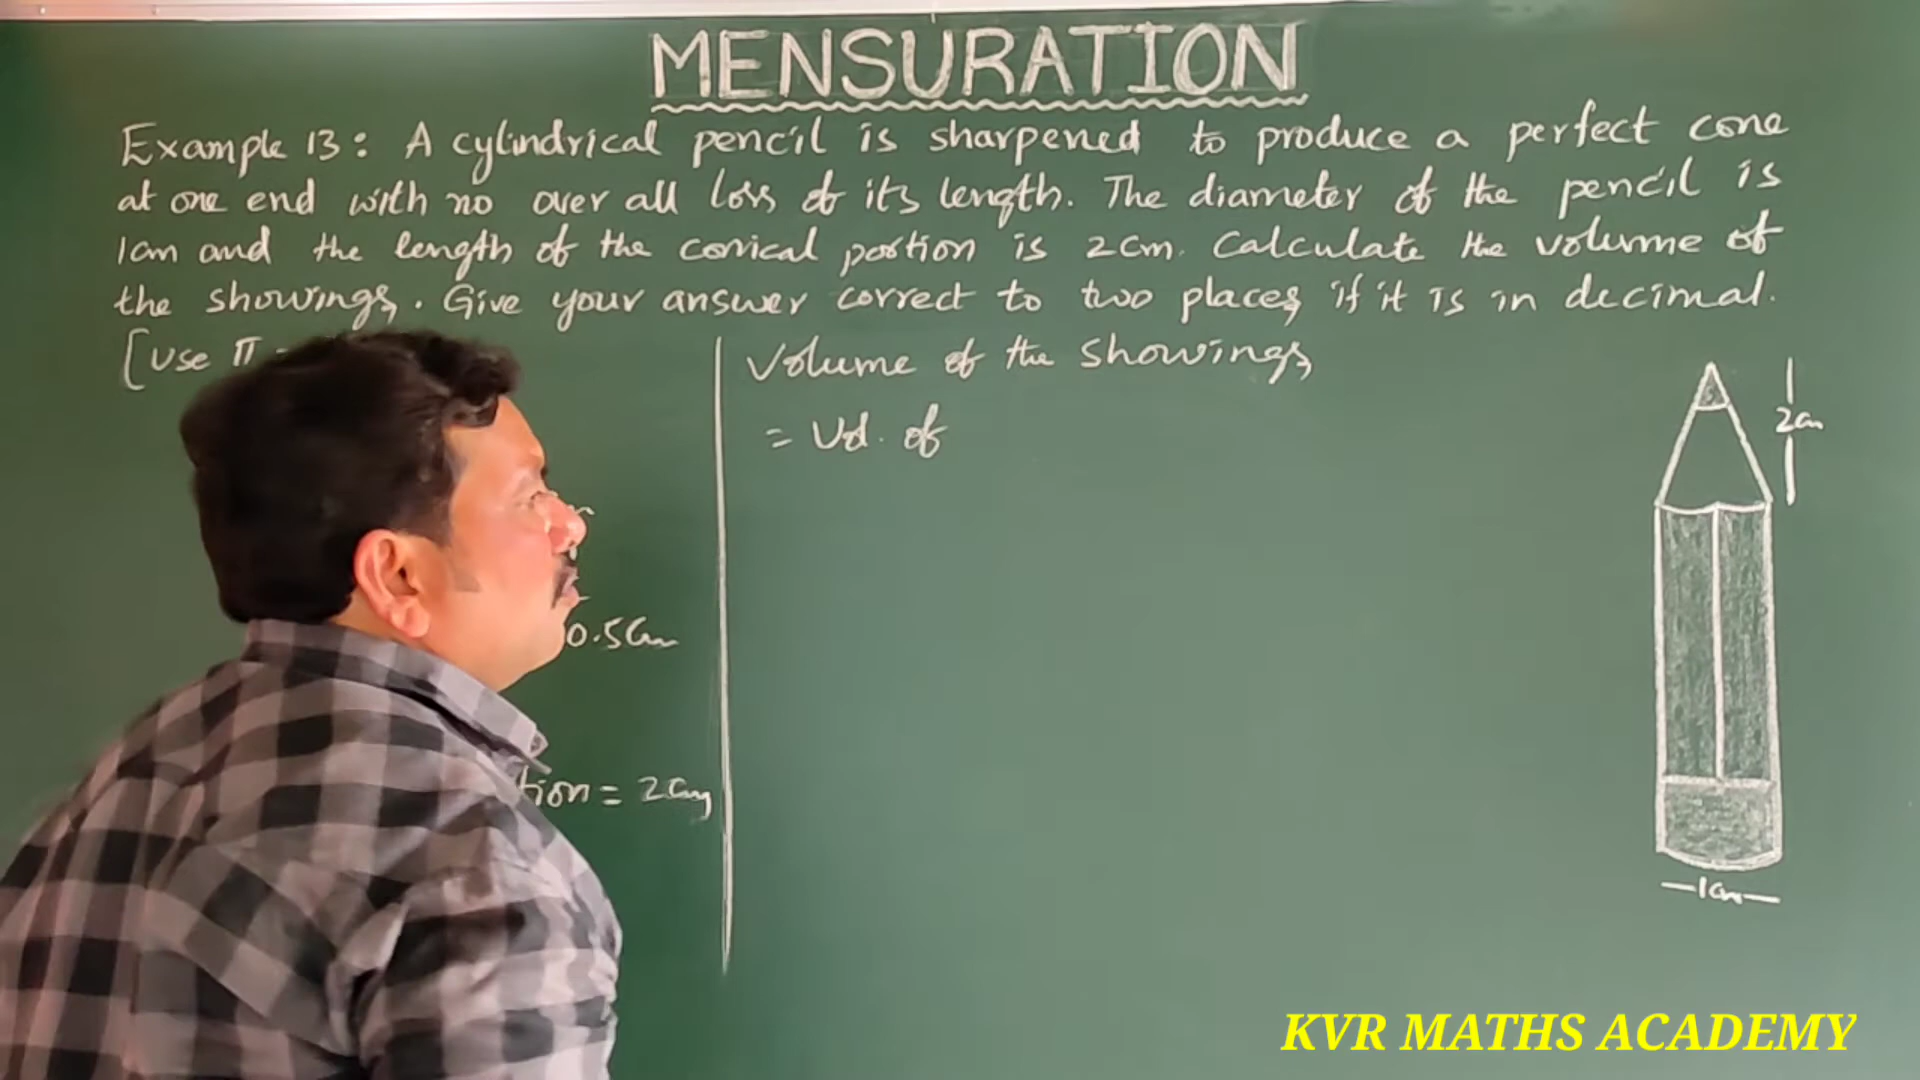 MENSURATION
Example 13: A cylindrical pencil is sharpened to produce a perfect cone
at one end with no over all loss of its length. The diameter of the pencil is
1cm and the length of the conical portion is 2cm. Calculate the volume of
the showings. Give your answer correct to two places if it is in decimal.
[Use π =
Volume of the showings
= Vol. of
0.5cm
tion = 2cm
2cm
1cm
KVR MATHS ACADEMY